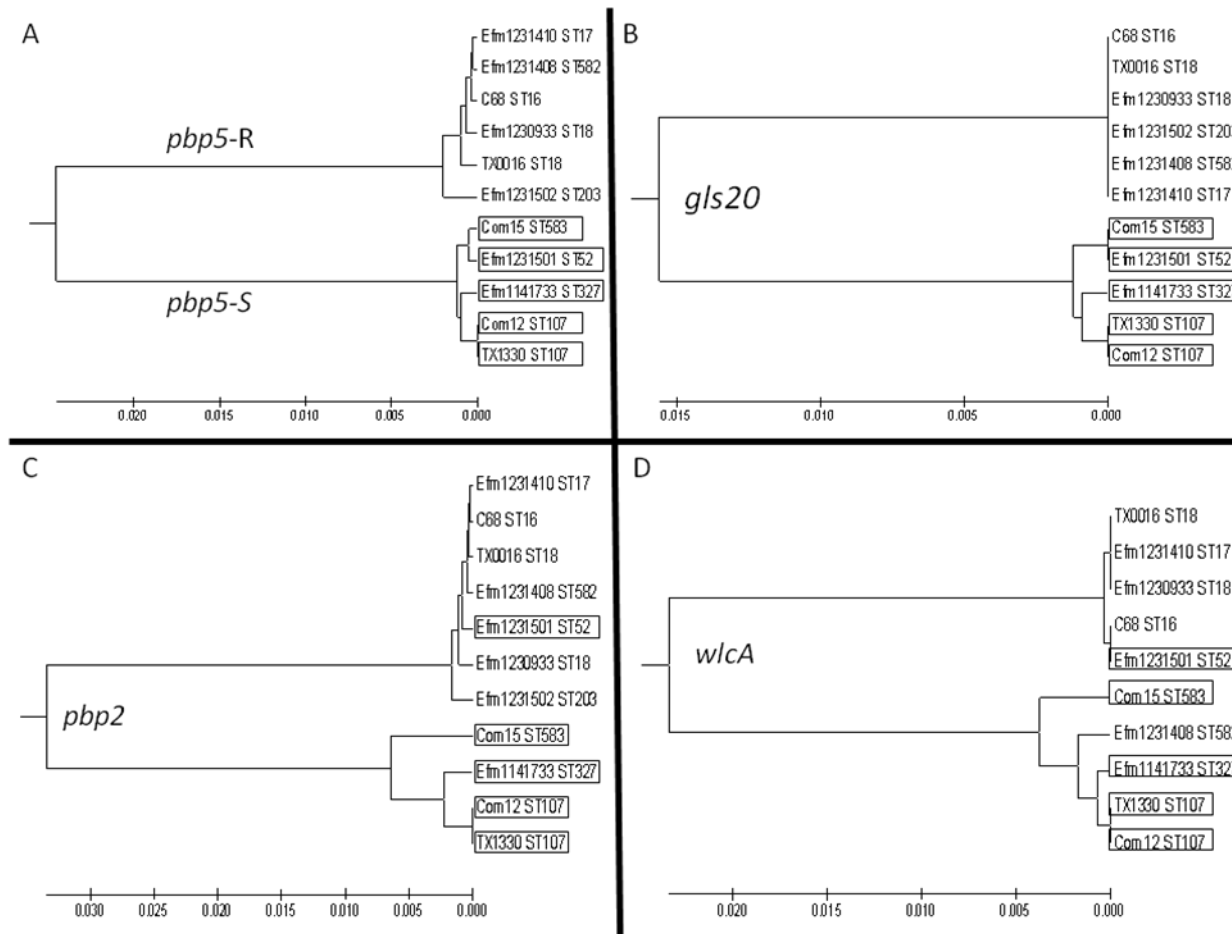 A
Efm1231410 ST17
Efm1231408 ST582
C68 ST16
Efm1230933 ST18
TX0016 ST18
Efm1231502 ST203
Com15 ST583
Efm1231501 ST52
Efm1141733 ST327
Com12 ST107
TX1330 ST107
pbp5-R
pbp5-S
0.020 0.015 0.010 0.005 0.000
B
C68 ST16
TX0016 ST18
Efm1230933 ST18
Efm1231502 ST203
Efm1231408 ST582
Efm1231410 ST17
Com15 ST583
Efm1231501 ST52
Efm1141733 ST327
TX1330 ST107
Com12 ST107
gls20
0.015 0.010 0.005 0.000
C
Efm1231410 ST17
C68 ST16
TX0016 ST18
Efm1231408 ST582
Efm1231501 ST52
Efm1230933 ST18
Efm1231502 ST203
Com15 ST583
Efm1141733 ST327
Com12 ST107
TX1330 ST107
pbp2
0.030 0.025 0.020 0.015 0.010 0.005 0.000
D
TX0016 ST18
Efm1231410 ST17
Efm1230933 ST18
C68 ST16
Efm1231501 ST52
Com15 ST583
Efm1231408 ST582
Efm1141733 ST327
TX1330 ST107
Com12 ST107
wlcA
0.020 0.015 0.010 0.005 0.000